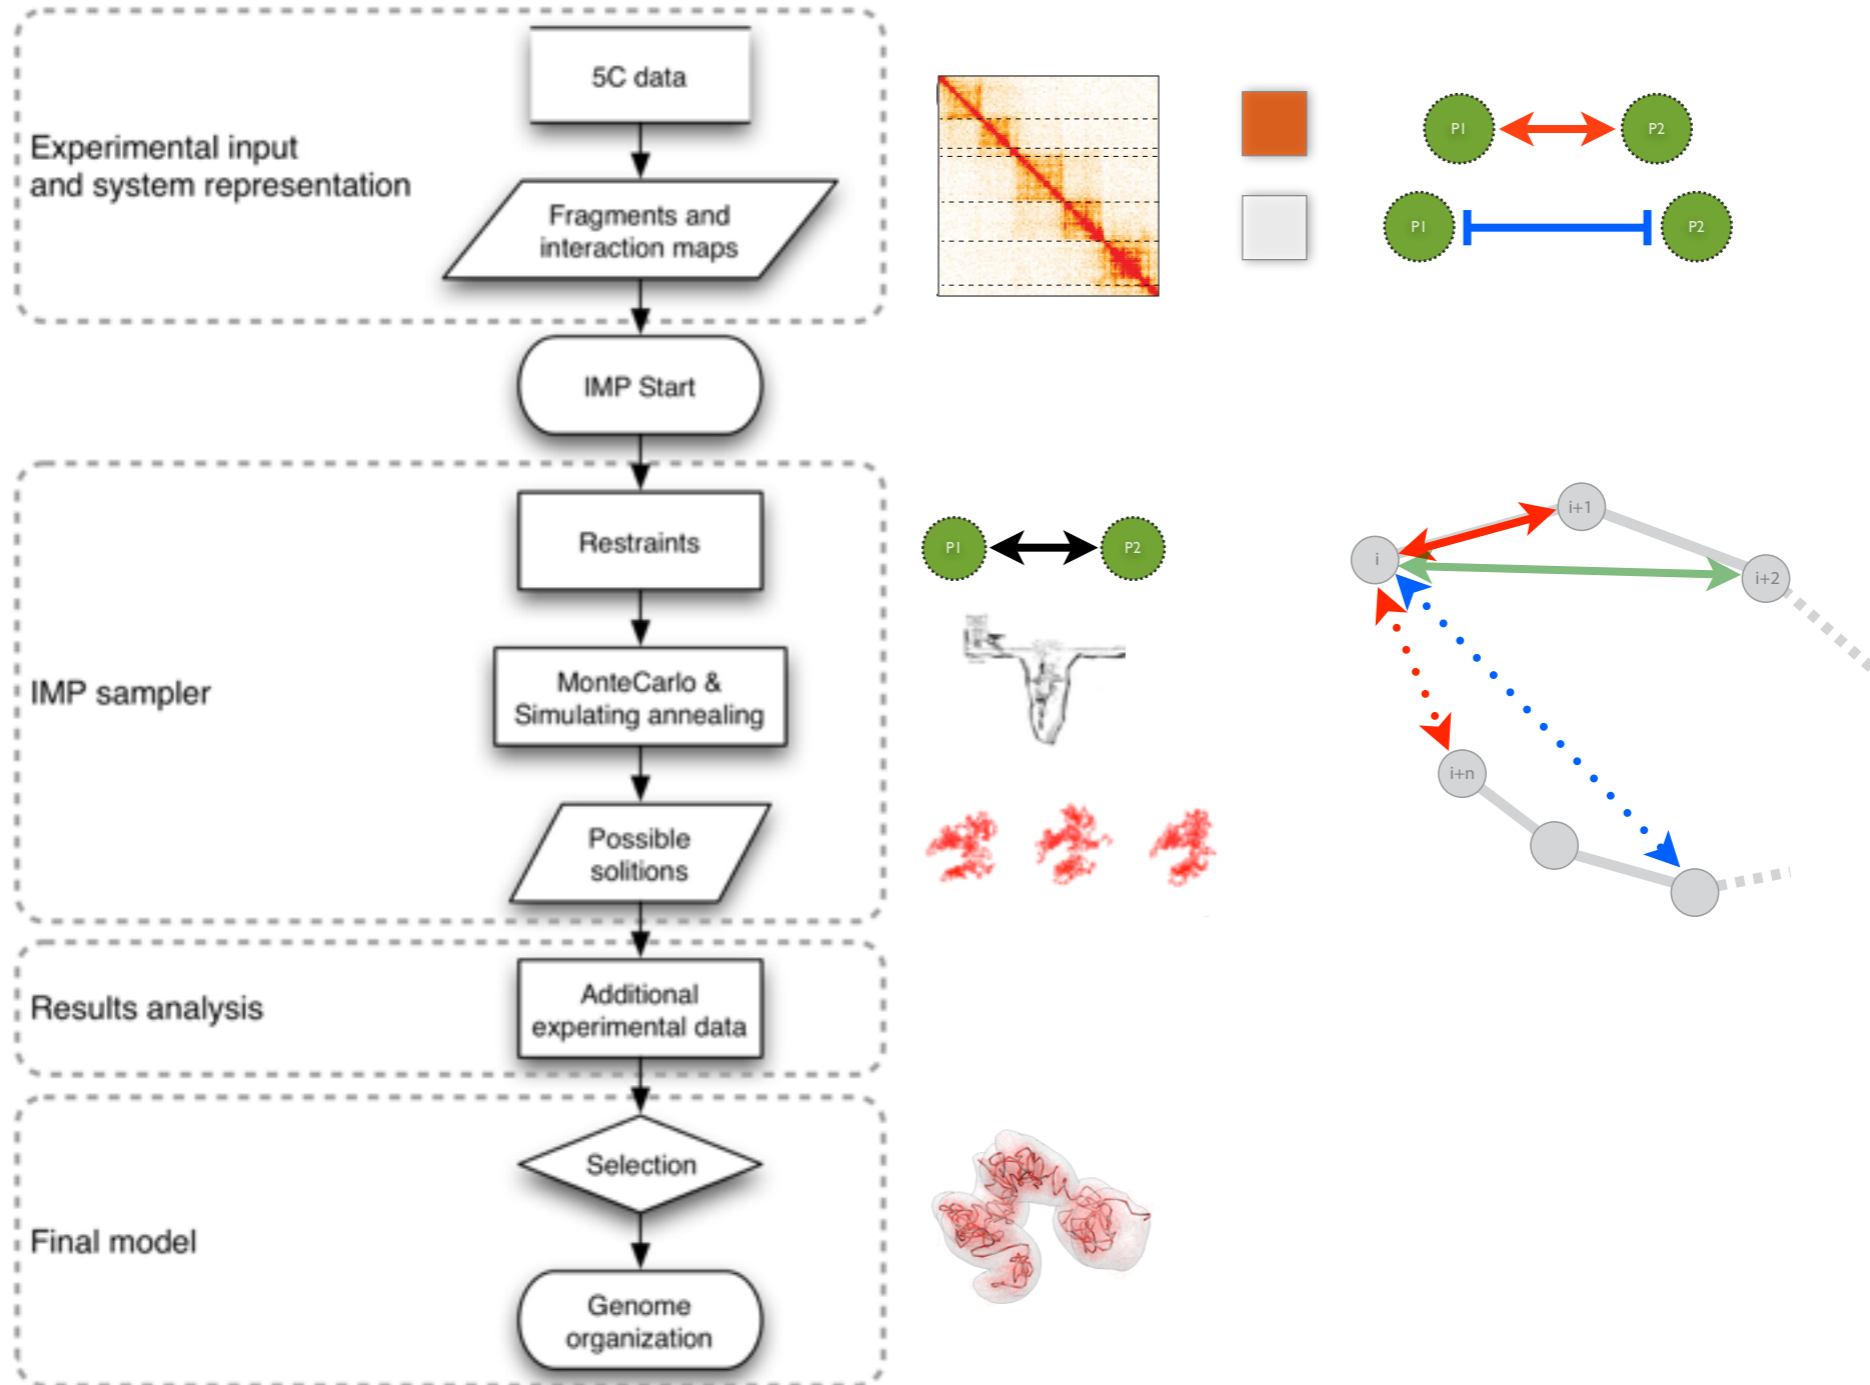 5C data
Experimental input
and system representation
Fragments and
interaction maps
P1
P2
P1
P2
IMP Start
Restraints
P1
P2
i
i+1
i+2
i+n
IMP sampler
MonteCarlo &
Simulating annealing
Possible
solitions
Results analysis
Additional
experimental data
Selection
Final model
Genome
organization